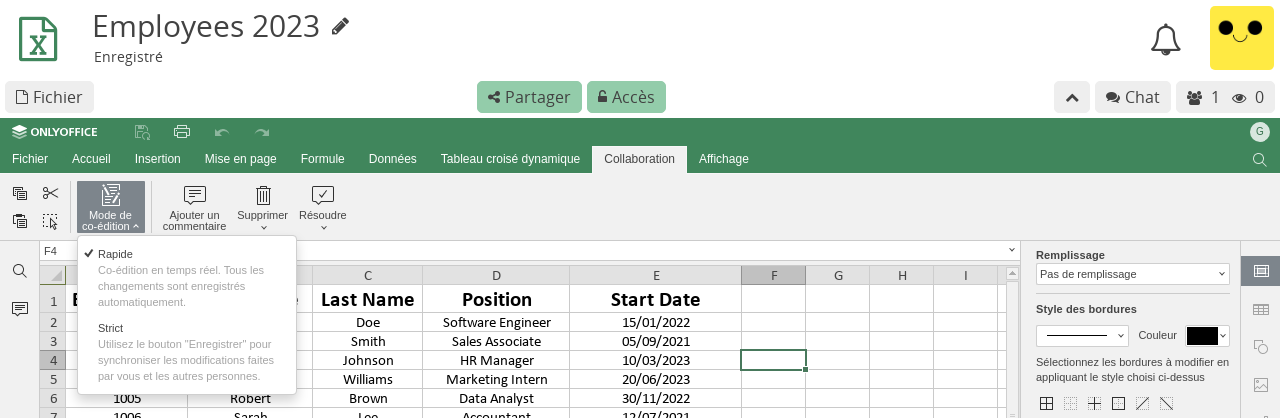 Employees 2023
Enregistré
Fichier Partager Accès Chat 1 0
ONLYOFFICE G
Fichier Accueil Insertion Mise en page Formule Données Tableau croisé dynamique Collaboration Affichage
Mode de co-édition
Ajouter un commentaire
Supprimer
Résoudre
F4
Rapide
Co-édition en temps réel. Tous les
changements sont enregistrés
automatiquement.
Strict
Utilisez le bouton "Enregistrer" pour
synchroniser les modifications faites
par vous et les autres personnes.
C D E F G H I
1 Last Name Position Start Date
2 Doe Software Engineer 15/01/2022
3 Smith Sales Associate 05/09/2021
4 Johnson HR Manager 10/03/2023
5 Williams Marketing Intern 20/06/2023
6 1005 Robert Brown Data Analyst 30/11/2022
7 1006 Sarah Lee Accountant 12/07/2021
Remplissage
Pas de remplissage
Style des bordures
Couleur
Sélectionnez les bordures à modifier en
appliquant le style choisi ci-dessus